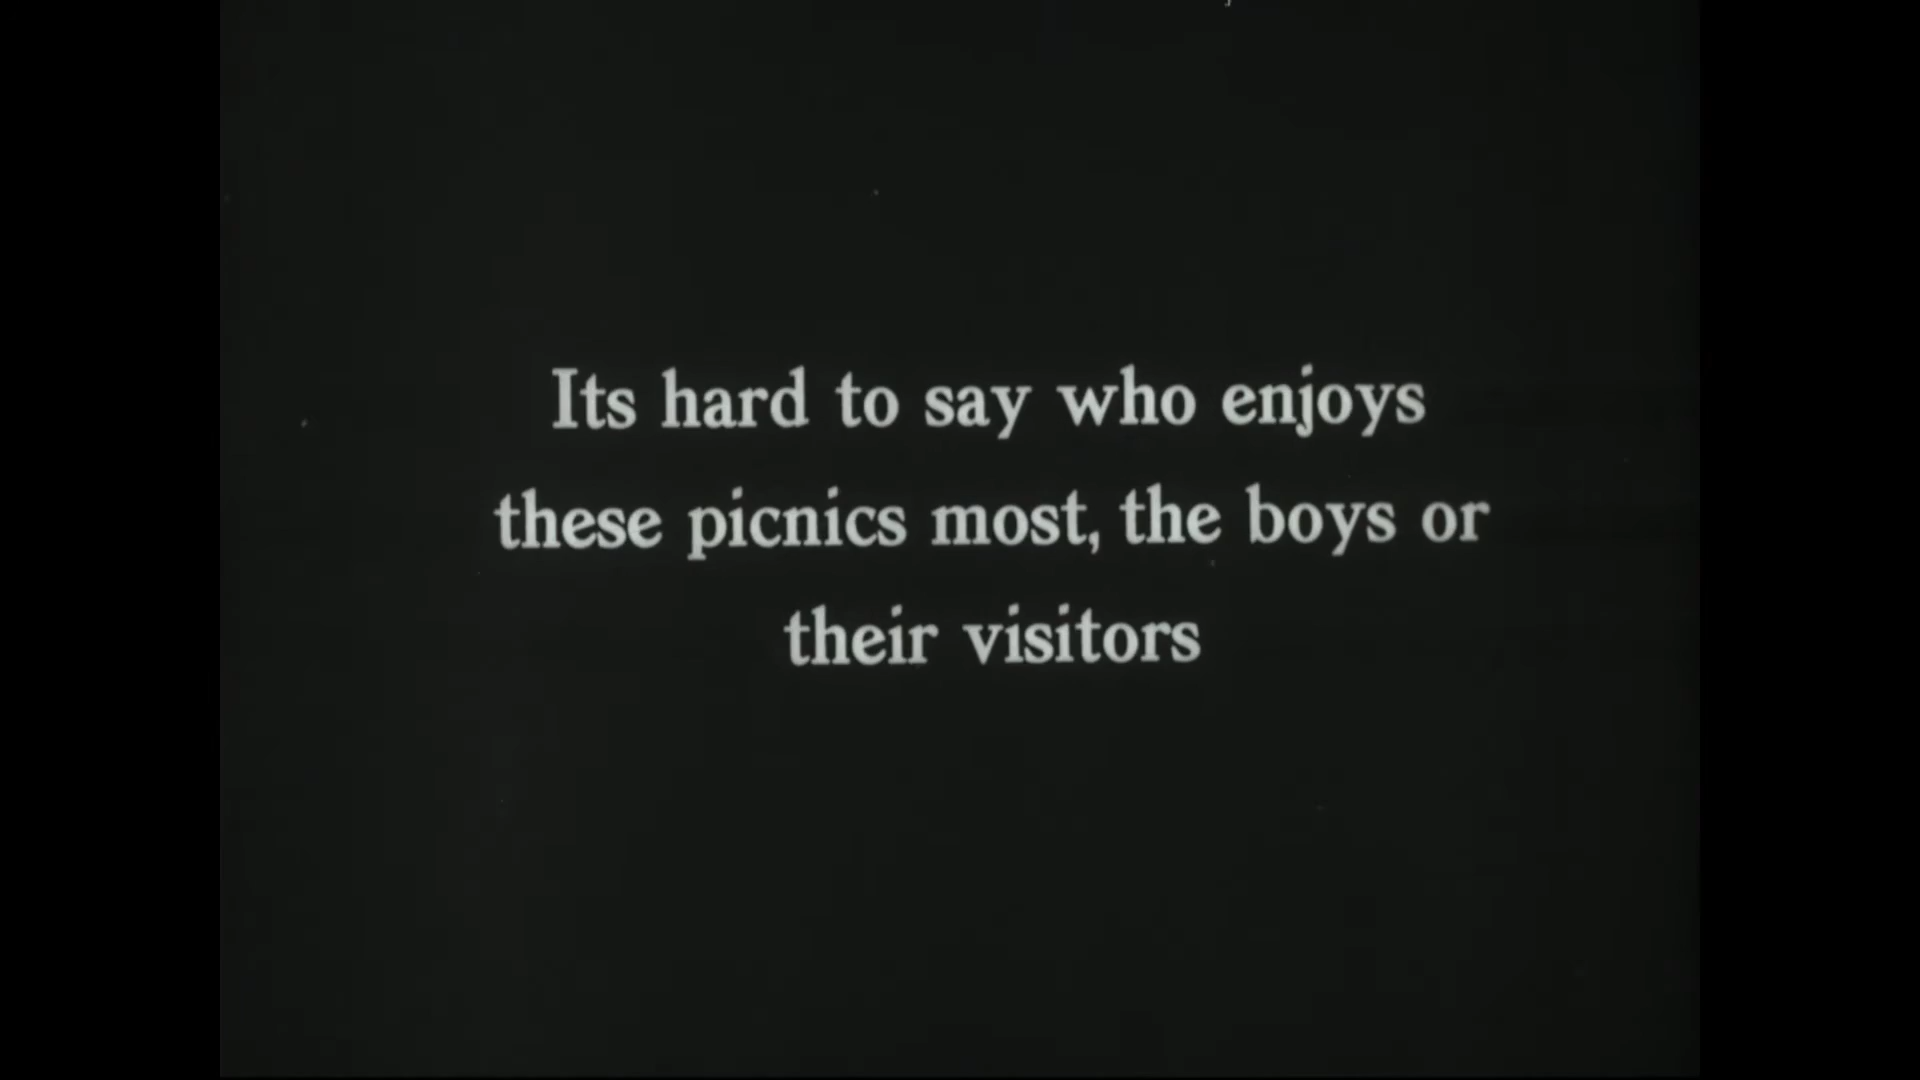 Its hard to say who enjoys
these picnics most, the boys or
their visitors